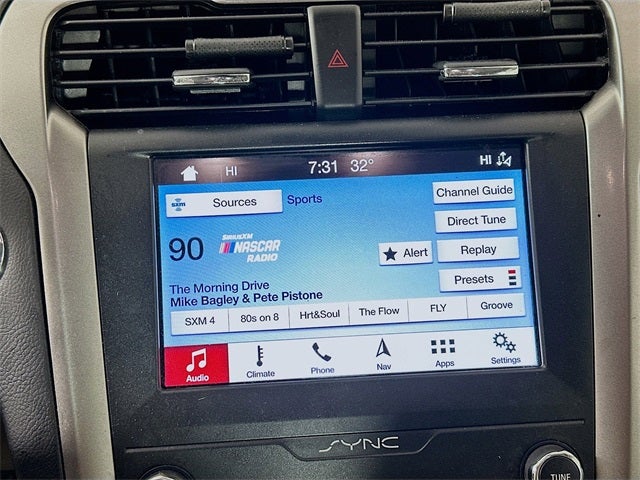 HI 7:31 32° HI
sxm Sources Sports Channel Guide
Direct Tune
90 SiriusXM NASCAR RADIO
Alert Replay
Presets
The Morning Drive
Mike Bagley & Pete Pistone
SXM 4 80s on 8 Hrt&Soul The Flow FLY Groove
Audio Climate Phone Nav Apps Settings
SYNC
TUNE